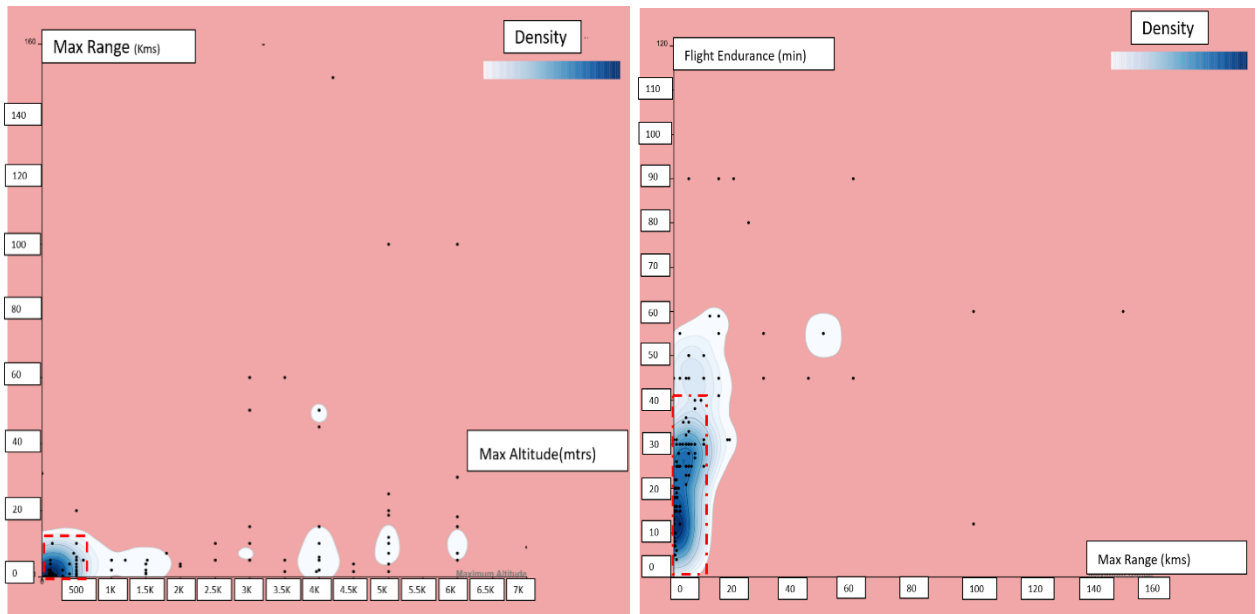 Max Range (Kms)
Density
160
140
120
100
80
60
40
20
0
Max Altitude(mtrs)
Maximum Altitude
500 1K 1.5K 2K 2.5K 3K 3.5K 4K 4.5K 5K 5.5K 6K 6.5K 7K
Density
Flight Endurance (min)
120
110
100
90
80
70
60
50
40
30
20
10
0
Max Range (kms)
0 20 40 60 80 100 120 140 160